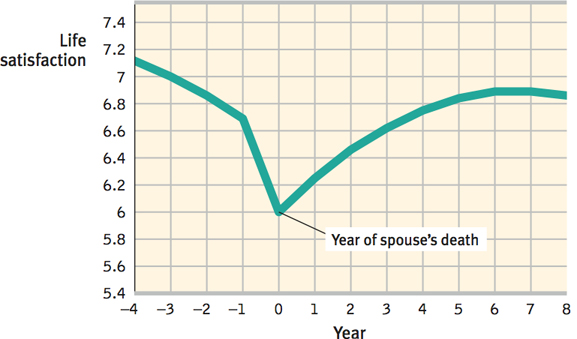 7.4
Life
satisfaction
7.2
7
6.8
6.6
6.4
6.2
6
5.8
5.6
5.4
Year of spouse’s death
–4 –3 –2 –1 0 1 2 3 4 5 6 7 8
Year